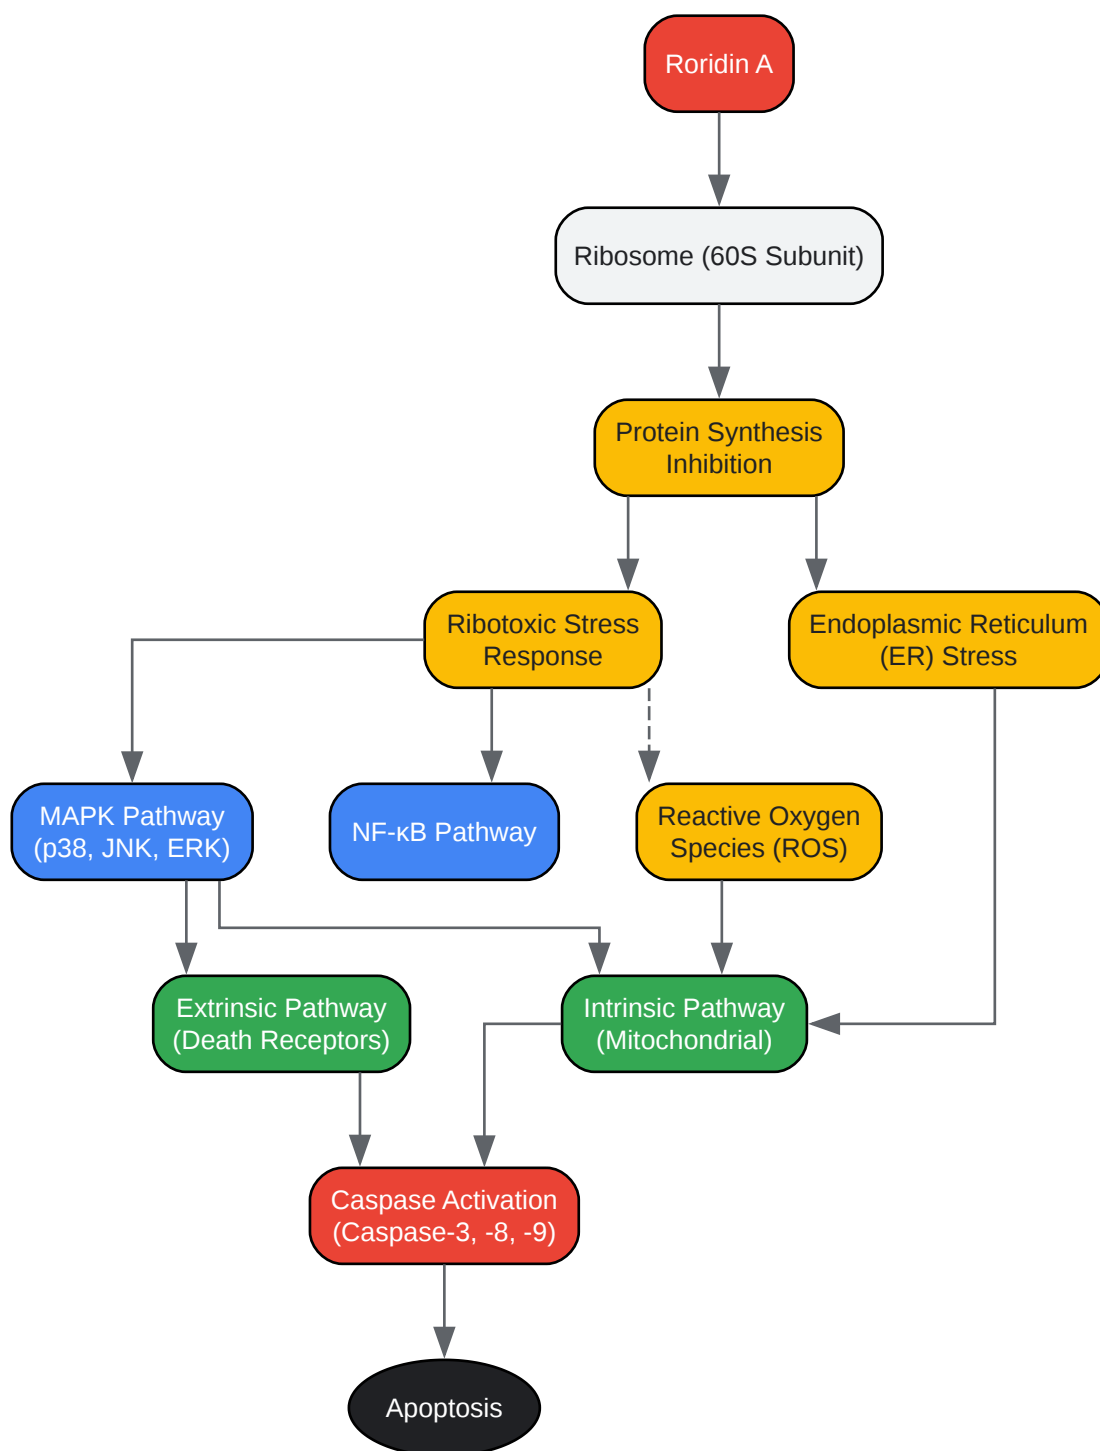 Roridin A
Ribosome (60S Subunit)
Protein Synthesis
Inhibition
Ribotoxic Stress
Response
Endoplasmic Reticulum
(ER) Stress
MAPK Pathway
(p38, JNK, ERK)
NF-κB Pathway
Reactive Oxygen
Species (ROS)
Extrinsic Pathway
(Death Receptors)
Intrinsic Pathway
(Mitochondrial)
Caspase Activation
(Caspase-3, -8, -9)
Apoptosis